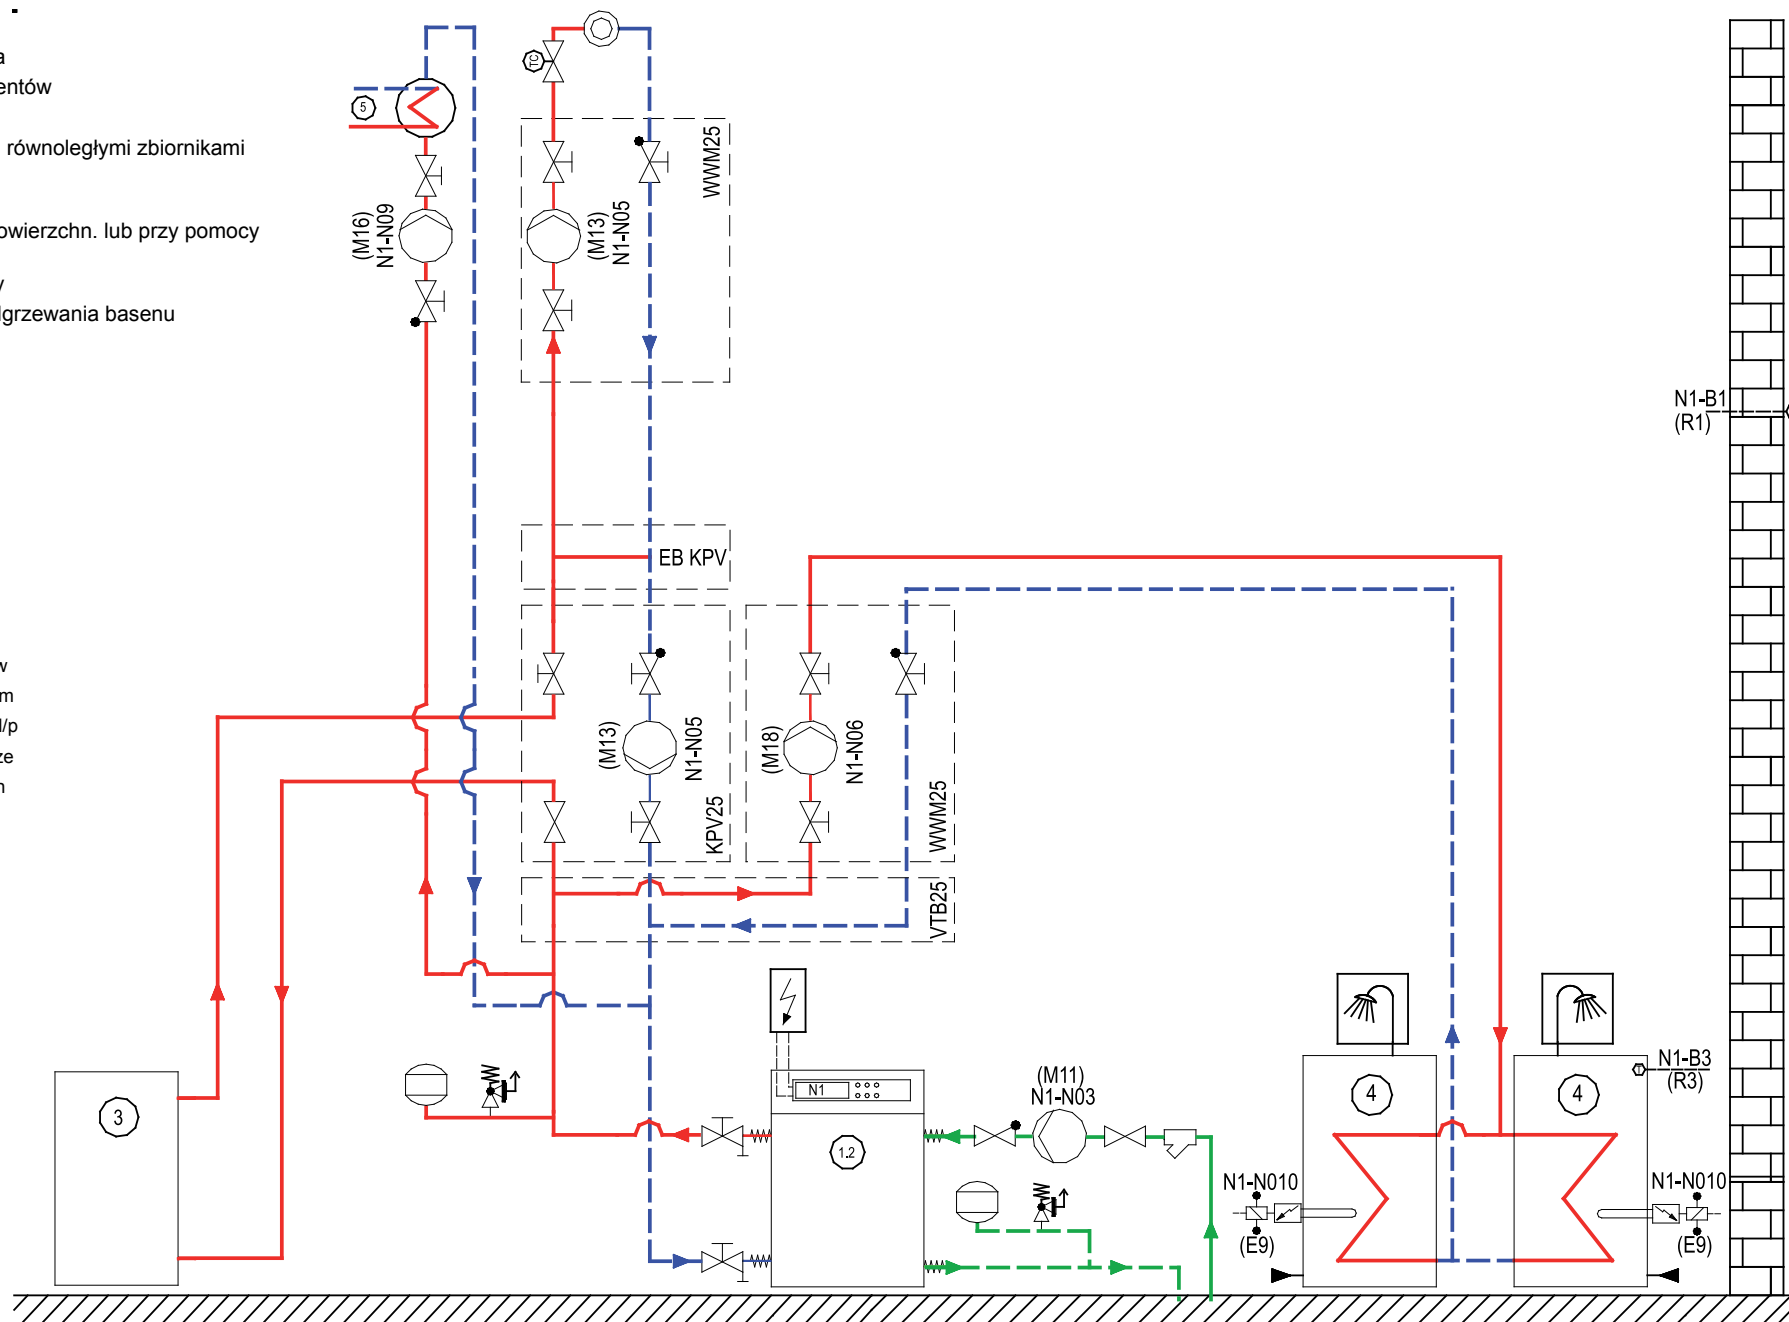 a
entów
równoległymi zbiornikami
owierzchn. lub przy pomocy
y
lgrzewania basenu
w
m
l/p
ze
h
5
TC
(M16)
N1-N09
(M13)
N1-N05
WWM25
N1-B1
(R1)
EB KPV
(M13)
N1-N05
KPV25
(M18)
N1-N06
WWM25
VTB25
3
N1
1.2
(M11)
N1-N03
4
4
N1-B3
(R3)
N1-N010
(E9)
N1-N010
(E9)